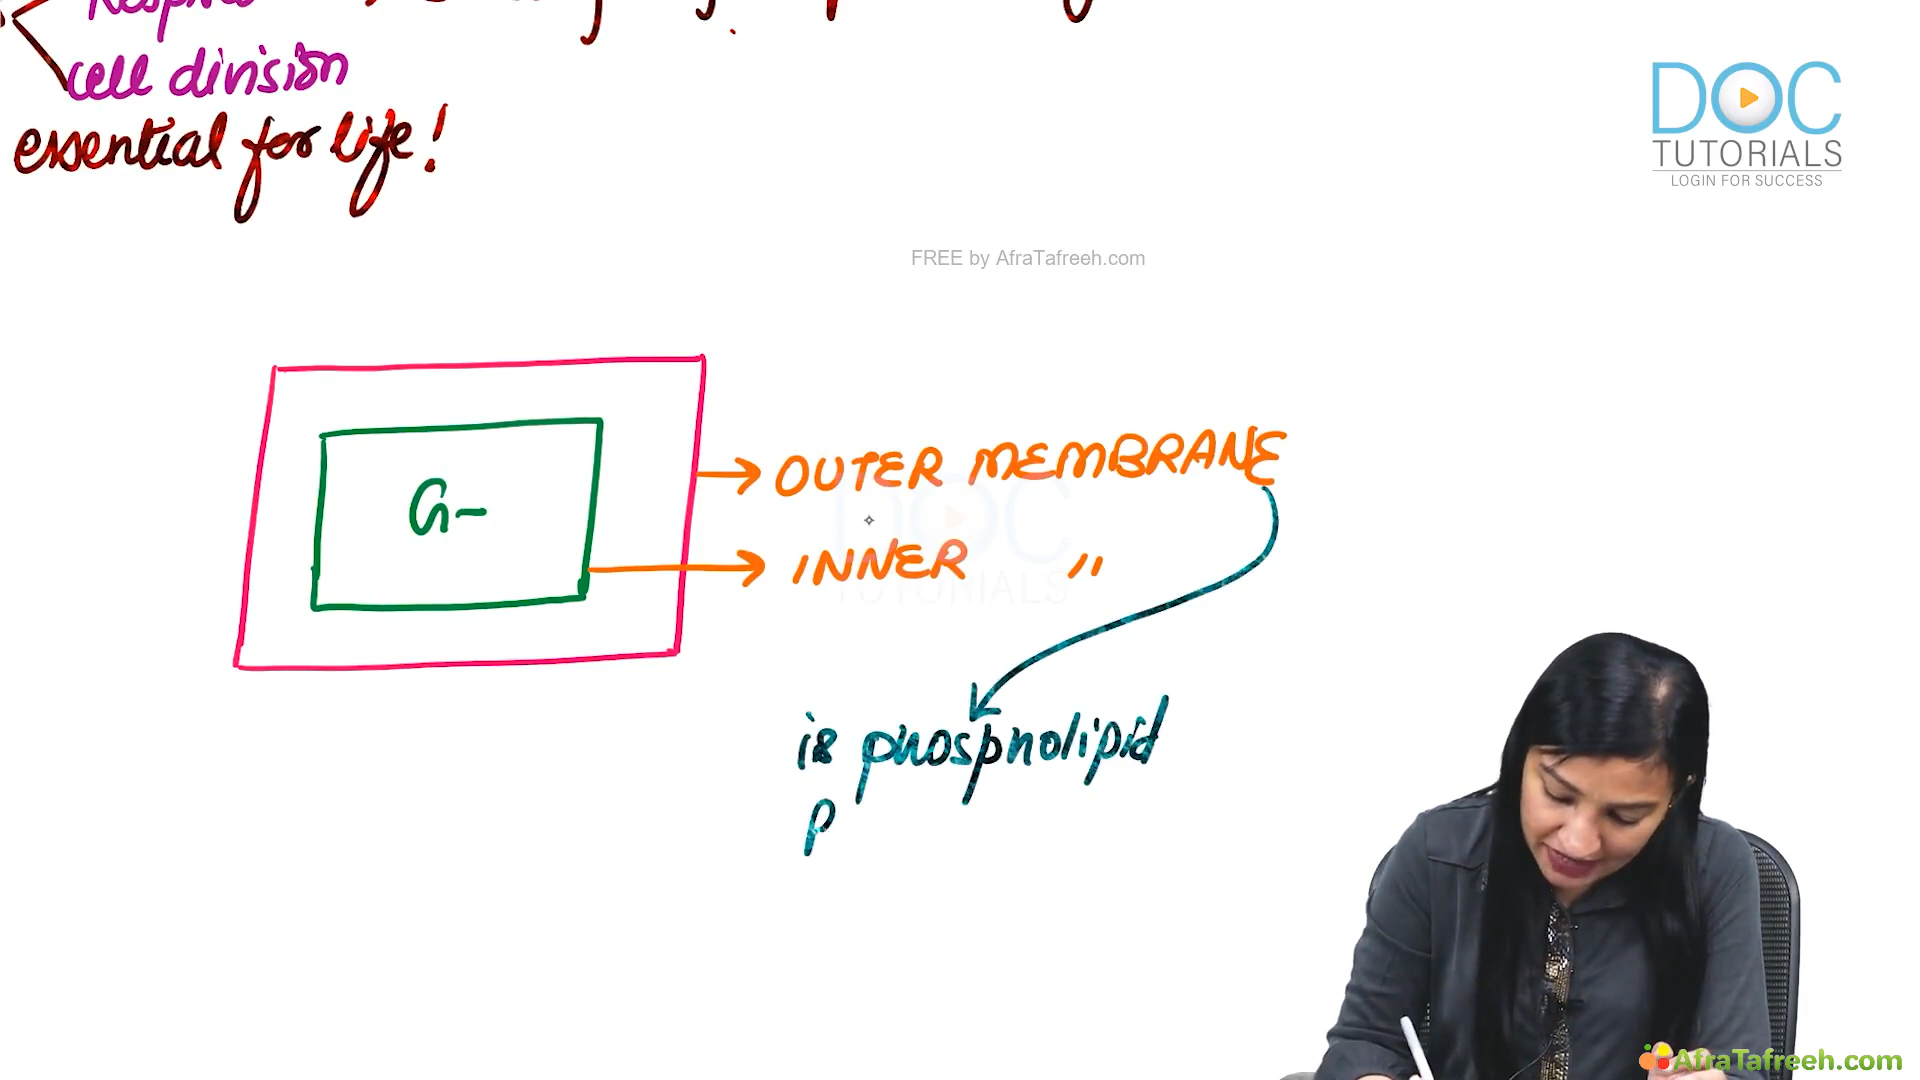 cell division
essential for life!
DOC
TUTORIALS
LOGIN FOR SUCCESS
FREE by AfraTafreeh.com
G-
OUTER MEMBRANE
INNER "
is phospholipid
P
AfraTafreeh.com